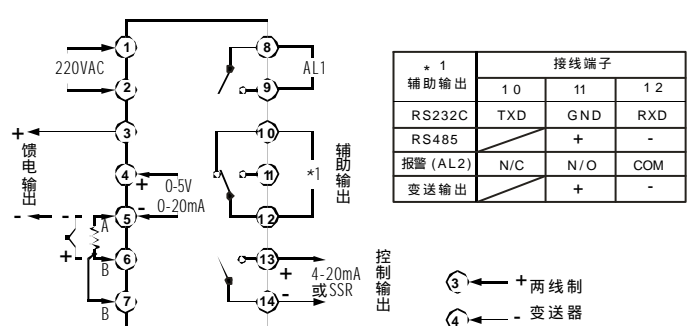 1
220VAC
2
+
3
馈电输出
4
+
0-5V
-
0-20mA
-
-
5
A
+
6
B
7
B
8
AL1
9
10
11
*1
辅助输出
12
13
+
4-20mA
或SSR
-
14
控制输出
* 1
辅助输出
接线端子
10
11
12
RS232C TXD GND RXD
RS485 + -
报警(AL2) N/C N/O COM
变送输出 + -
3 + 两线制
4 - 变送器